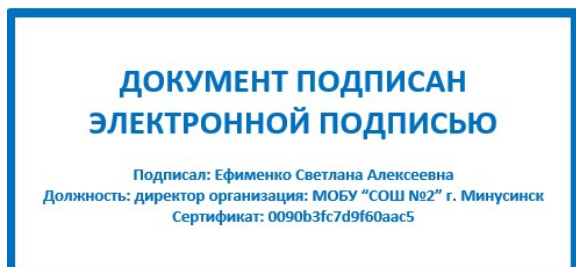 ДОКУМЕНТ ПОДПИСАН
ЭЛЕКТРОННОЙ ПОДПИСЬЮ
Подписал: Ефименко Светлана Алексеевна
Должность: директор организация: МОБУ “СОШ №2” г. Минусинск
Сертификат: 0090b3fc7d9f60aac5